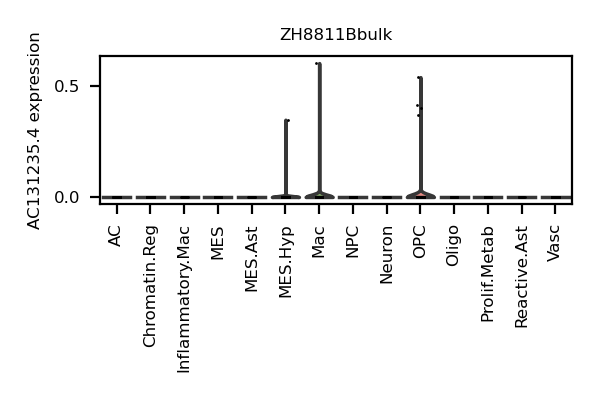 ZH8811Bbulk
AC131235.4 expression
0.5
0.0
AC
Chromatin.Reg
Inflammatory.Mac
MES
MES.Ast
MES.Hyp
Mac
NPC
Neuron
OPC
Oligo
Prolif.Metab
Reactive.Ast
Vasc